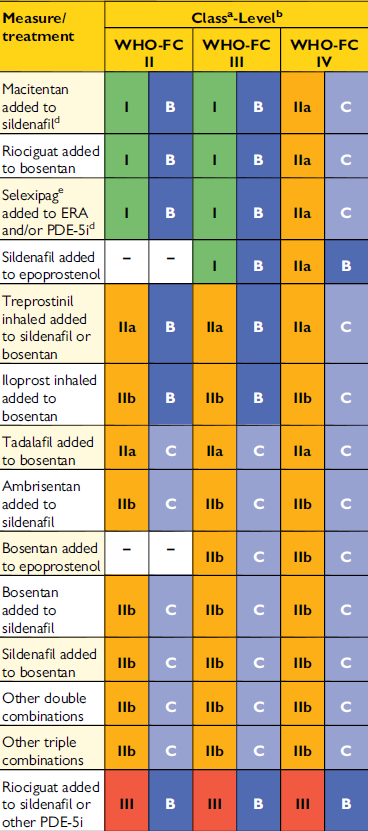 Measure/
treatment
Classᵃ-Levelᵇ
WHO-FC
II
WHO-FC
III
WHO-FC
IV
Macitentan
added to
sildenafilᵈ
I B I B IIa C
Riociguat added
to bosentan
I B I B IIa C
Selexipagᵉ
added to ERA
and/or PDE-5iᵈ
I B I B IIa C
Sildenafil added
to epoprostenol
– – I B IIa B
Treprostinil
inhaled added
to sildenafil or
bosentan
IIa B IIa B IIa C
Iloprost inhaled
added to
bosentan
IIb B IIb B IIb C
Tadalafil added
to bosentan
IIa C IIa C IIa C
Ambrisentan
added to
sildenafil
IIb C IIb C IIb C
Bosentan added
to epoprostenol
– – IIb C IIb C
Bosentan
added to
sildenafil
IIb C IIb C IIb C
Sildenafil added
to bosentan
IIb C IIb C IIb C
Other double
combinations
IIb C IIb C IIb C
Other triple
combinations
IIb C IIb C IIb C
Riociguat added
to sildenafil or
other PDE-5i
III B III B III B